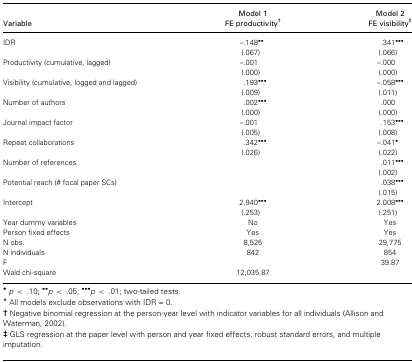 Model 1 Model 2
Variable FE productivity† FE visibility‡
IDR –.148•• .341•••
(.067) (.066)
Productivity (cumulative, lagged) –.001 –.000
(.000) (.000)
Visibility (cumulative, logged and lagged) .193••• –.058•••
(.009) (.011)
Number of authors .002••• .000
(.000) (.000)
Journal impact factor –.001 .153•••
(.005) (.008)
Repeat collaborations .342••• –.041•
(.026) (.022)
Number of references .011•••
(.002)
Potential reach (# focal paper SCs) .038•••
(.015)
Intercept 2.940••• 2.008•••
(.253) (.251)
Year dummy variables No Yes
Person fixed effects Yes Yes
N obs. 8,525 29,775
N individuals 842 854
F 39.87
Wald chi-square 12,035.87
• p < .10; ••p < .05; •••p < .01; two-tailed tests.
* All models exclude observations with IDR = 0.
† Negative binomial regression at the person-year level with indicator variables for all individuals (Allison and
Waterman, 2002).
‡ GLS regression at the paper level with person and year fixed effects, robust standard errors, and multiple
imputation.